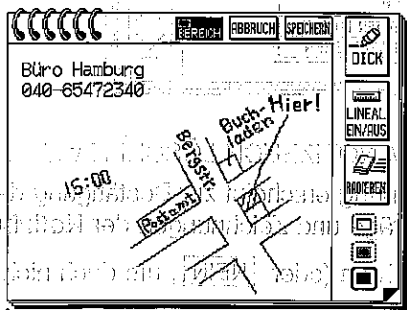 BEREICH ABBRUCH SPEICHERN
DICK
Büro Hamburg
040-65472340
LINEAL
EIN/AUS
Buch-
laden
Hier!
Bergstr.
15:00
Postamt
RADIEREN